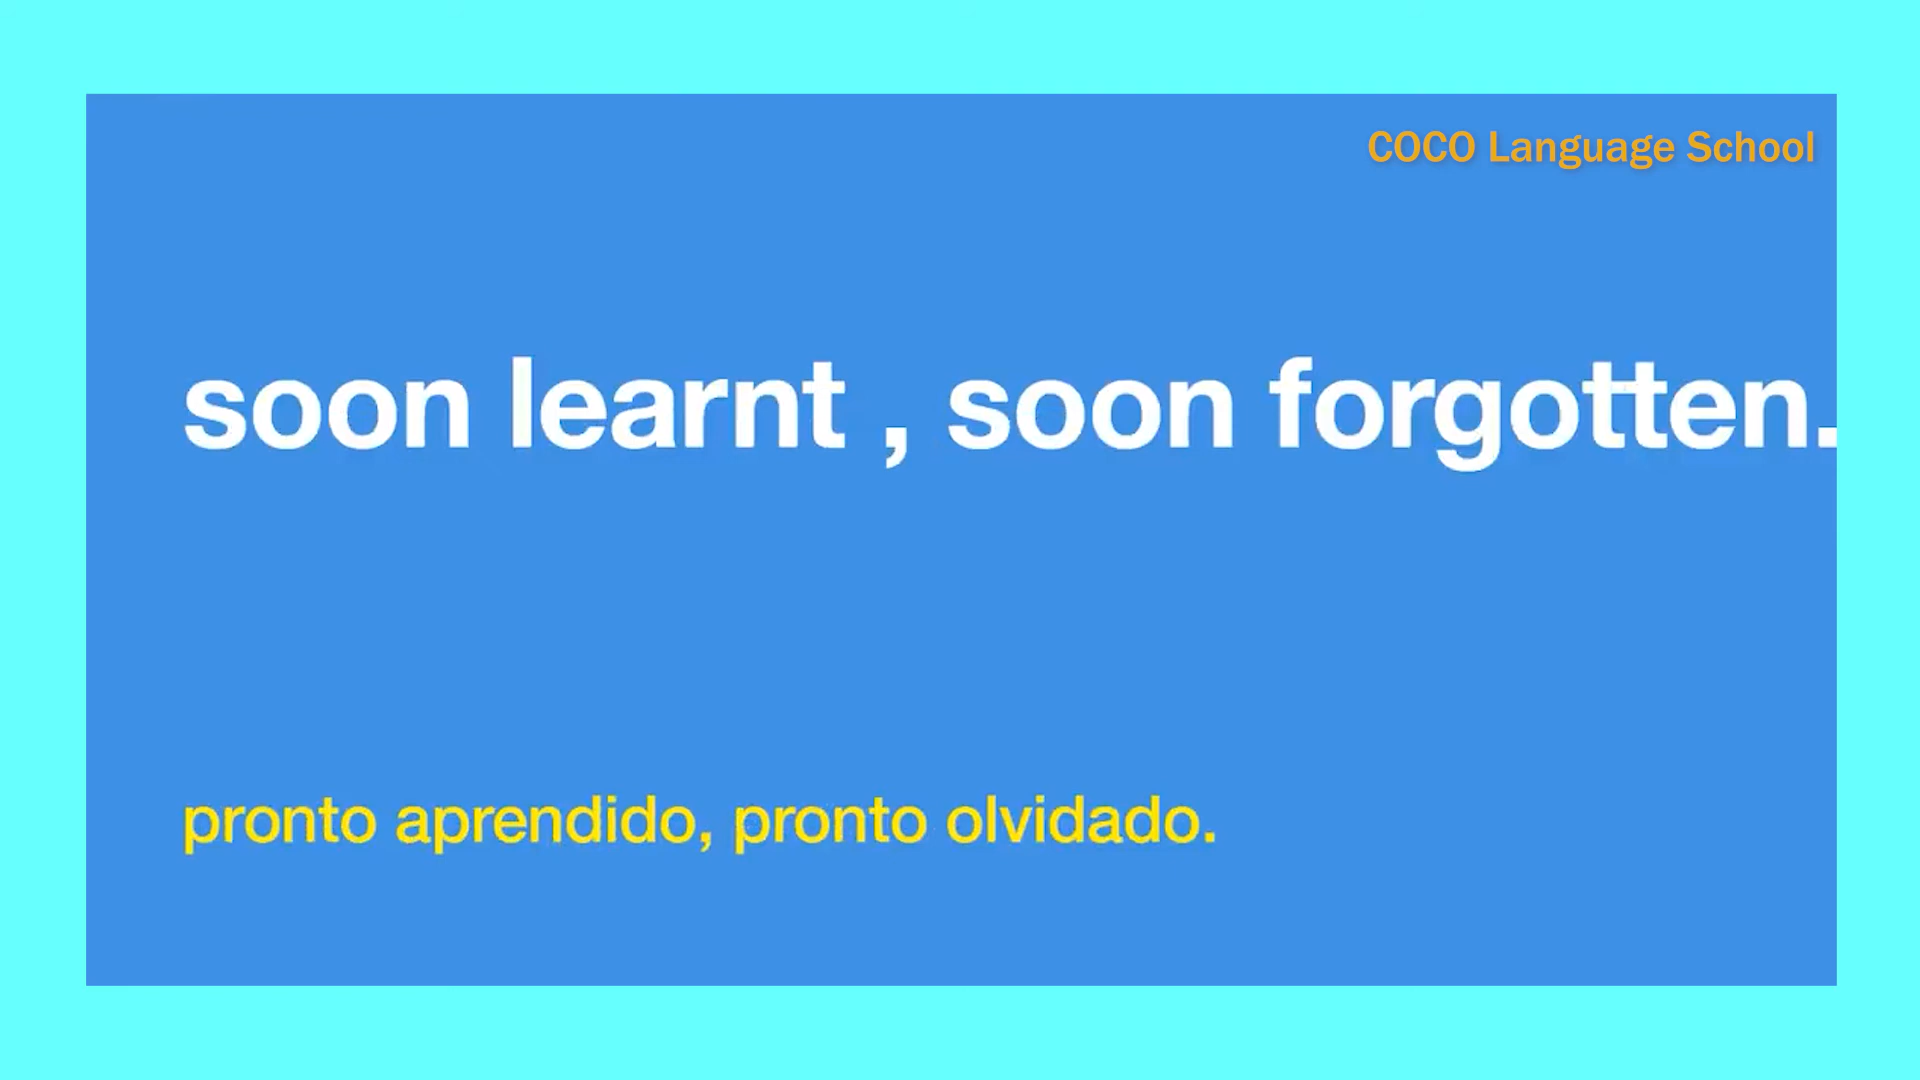 COCO Language School
soon learnt , soon forgotten.
pronto aprendido, pronto olvidado.